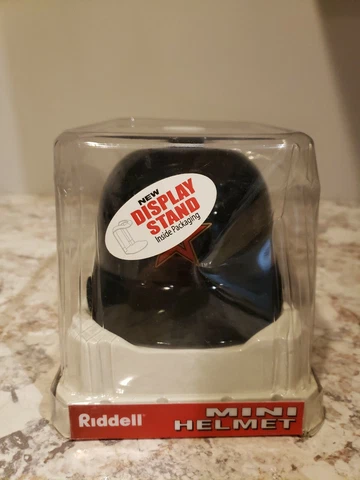 NEW
DISPLAY
STAND
Inside Packaging
Riddell
MINI
HELMET